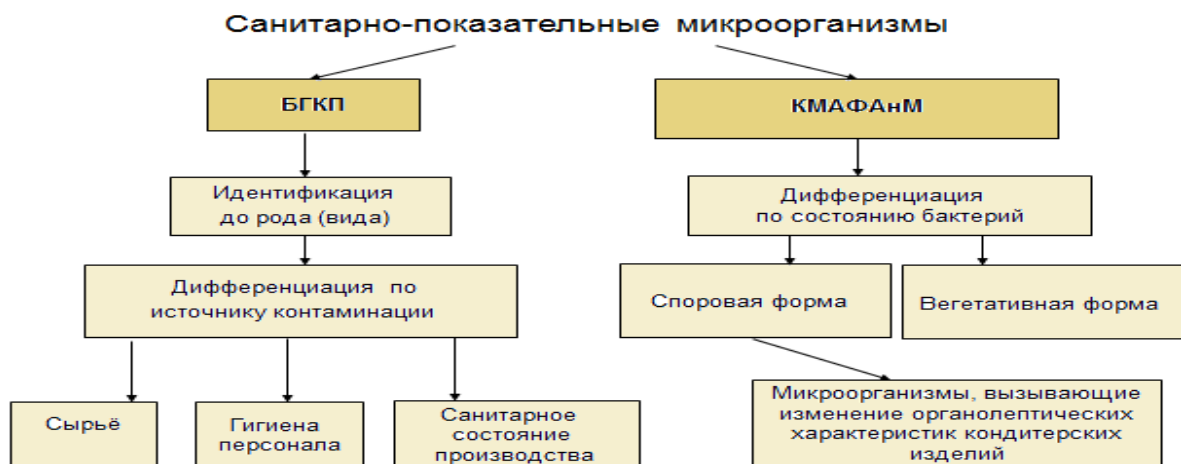 Санитарно-показательные микроорганизмы
БГКП
КМАФАнМ
Идентификация
до рода (вида)
Дифференциация
по состоянию бактерий
Дифференциация по
источнику контаминации
Споровая форма
Вегетативная форма
Сырьё
Гигиена
персонала
Санитарное
состояние
производства
Микроорганизмы, вызывающие
изменение органолептических
характеристик кондитерских
изделий